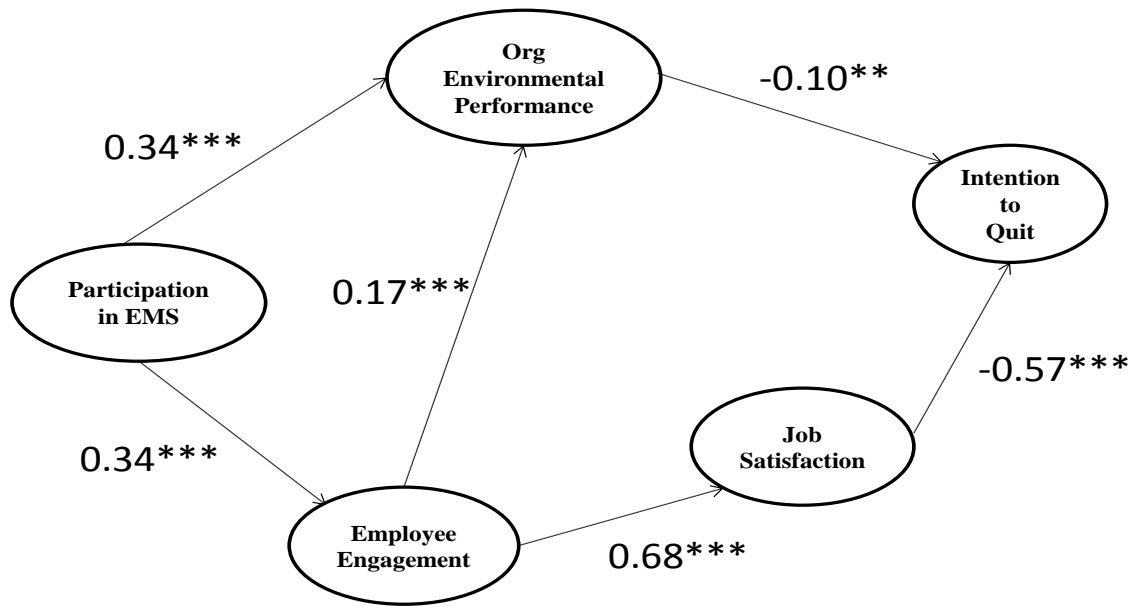 Org
Environmental
Performance
-0.10**
0.34***
Intention
to
Quit
Participation
in EMS
0.17***
-0.57***
Job
Satisfaction
0.34***
Employee
Engagement
0.68***